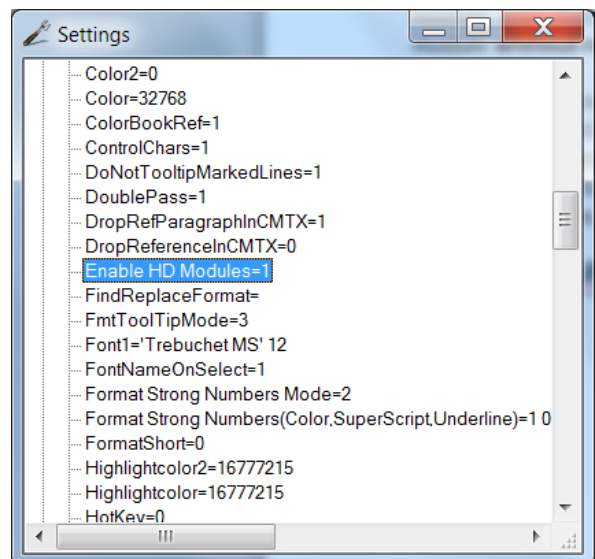 Settings
Color2=0
Color=32768
ColorBookRef=1
ControlChars=1
DoNotTooltipMarkedLines=1
DoublePass=1
DropRefParagraphInCMTX=1
DropReferenceInCMTX=0
Enable HD Modules=1
FindReplaceFormat=
FmtToolTipMode=3
Font1='Trebuchet MS' 12
FontNameOnSelect=1
Format Strong Numbers Mode=2
Format Strong Numbers(Color,SuperScript,Underline)=1 0
FormatShort=0
Highlightcolor2=16777215
Highlightcolor=16777215
HotKey=0